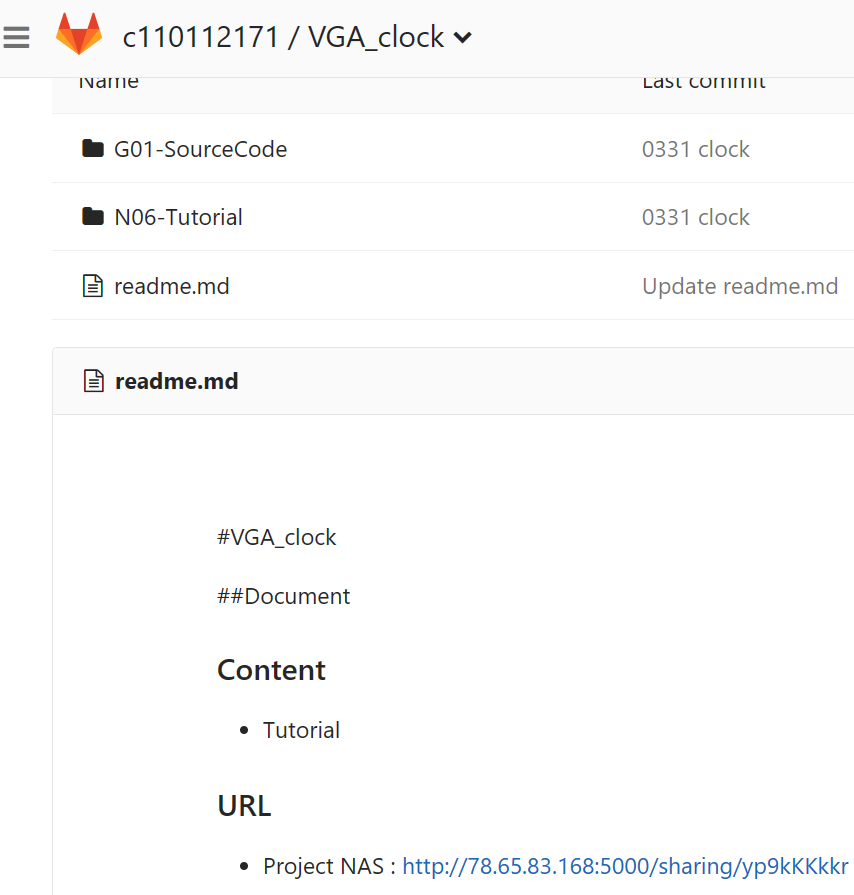 c110112171 / VGA_clock
Name Last commit
G01-SourceCode 0331 clock
N06-Tutorial 0331 clock
readme.md Update readme.md
readme.md
#VGA_clock
##Document
Content
• Tutorial
URL
• Project NAS : http://78.65.83.168:5000/sharing/yp9kKKkkr